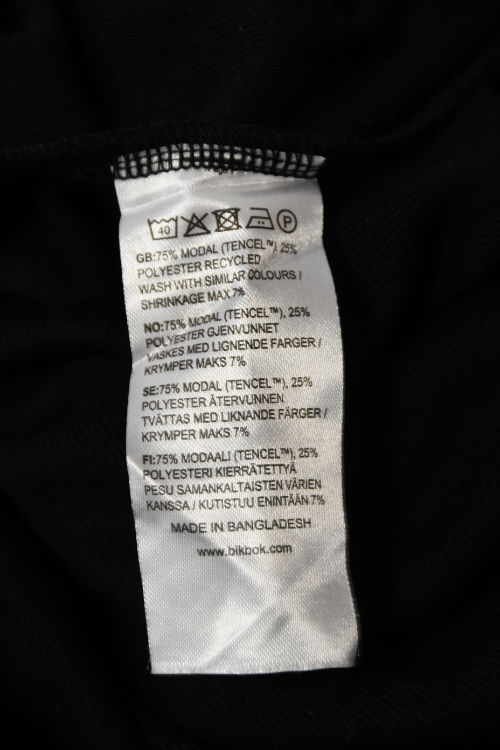 40 P
GB:75% MODAL (TENCEL™), 25%
POLYESTER RECYCLED
WASH WITH SIMILAR COLOURS /
SHRINKAGE MAX 7%
NO:75% MODAL (TENCEL™), 25%
POLYESTER GJENVUNNET
VASKES MED LIGNENDE FARGER /
KRYMPER MAKS 7%
SE:75% MODAL (TENCEL™), 25%
POLYESTER ÅTERVUNNEN
TVÄTTAS MED LIKNANDE FÄRGER /
KRYMPER MAKS 7%
FI:75% MODAALI (TENCEL™), 25%
POLYESTERI KIERRÄTETTYÄ
PESU SAMANKALTAISTEN VÄRIEN
KANSSA / KUTISTUU ENINTÄÄN 7%
MADE IN BANGLADESH
www.bikbok.com